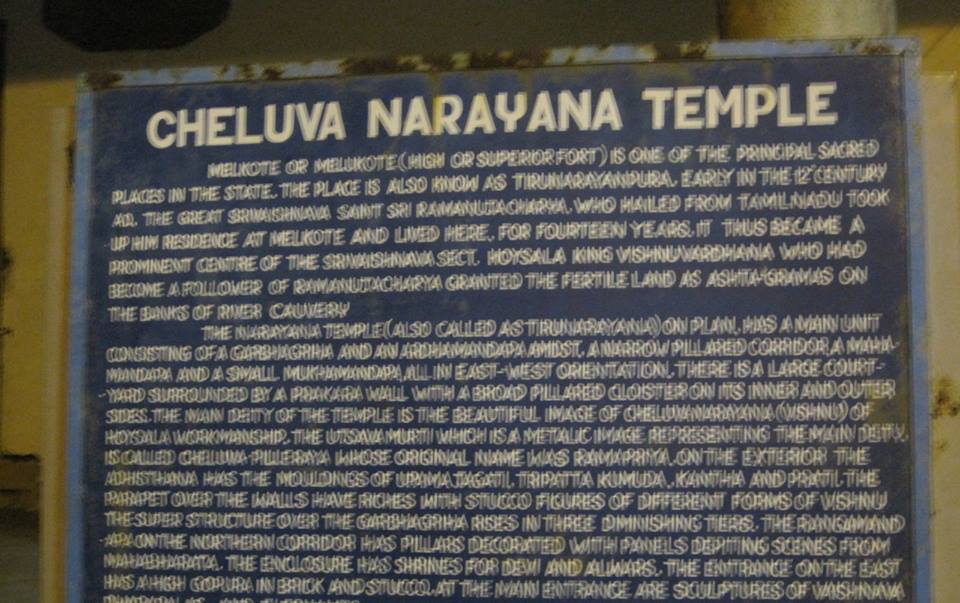 CHELUVA NARAYANA TEMPLE
MELKOTE OR MELUKOTE (HIGH OR SUPERIOR FORT) IS ONE OF THE PRINCIPAL SACRED
PLACES IN THE STATE. THE PLACE IS ALSO KNOW AS TIRUNARAYANPURA. EARLY IN THE 12 CENTURY
AD. THE GREAT SRIVAISHNAVA SAINT SRI RAMANUJACHARYA, WHO HAILED FROM TAMILNADU TOOK
UP HIM RESIDENCE AT MELKOTE AND LIVED HERE, FOR FOURTEEN YEARS. IT THUS BECAME A
PROMINENT CENTRE OF THE SRIVAISHNAVA SECT. HOYSALA KING VISHNUVARDHANA WHO HAD
BECOME A FOLLOVER OF RAMANUJACHARYA GRANTED THE FERTILE LAND AS ASHTA-GRAMAS ON
THE BANKS OF RIVER CAUVERY
THE NARAYANA TEMPLE (ALSO CALLED AS TIRUNARAYANA) ON PLAN, HAS A MAIN UNIT
CONSISTING OF A GARBHAGRIHA AND AN ARDHAMANDAPA AMIDST, A NARROW PILLARED CORRIDOR, A MAHA-
MANDAPA AND A SMALL MUKHAMANDAPA, ALL IN EAST-WEST ORIENTATION. THERE IS A LARGE COURT-
-YARD SURROUNDED BY A PRAKARA WALL WITH A BROAD PILLARED CLOISTER ON ITS INNER AND OUTER
SIDES. THE MAIN DEITY OF THE TEMPLE IS THE BEAUTIFUL IMAGE OF CHELUVANARAYANA (VISHNU) OF
HOYSALA WORKMANSHIP. THE UTSAVA MURTI WHICH IS A METALIC IMAGE REPRESENTING THE MAIN DEITY,
IS CALLED CHELUVA-PILLERAYA WHOSE ORIGINAL NAME WAS RAMAPRIYA. ON THE EXTERIOR THE
ADHISTHANA HAS THE MOULDINGS OF UPAMA, JAGATI, TRIPATTA KUMUDA, KANTHA AND PRATI. THE
PARAPET OVER THE WALLS HAVE RICHES WITH STUCCO FIGURES OF DIFFERENT FORMS OF VISHNU
THE SUPER STRUCTURE OVER THE GARBHAGRIHA RISES IN THREE DIMINISHING TIERS. THE RANGAMAND
-APA ON THE NORTHERN CORRIDOR HAS PILLARS DECORATED WITH PANELS DEPITING SCENES FROM
MAHABHARATA. THE ENCLOSURE HAS SHRINES FOR DEVI AND ALWARS. THE ENTRANCE ON THE EAST
HAS A HIGH GOPURA IN BRICK AND STUCCO. AT THE MAIN ENTRANCE ARE SCULPTURES OF VAISHNAVA